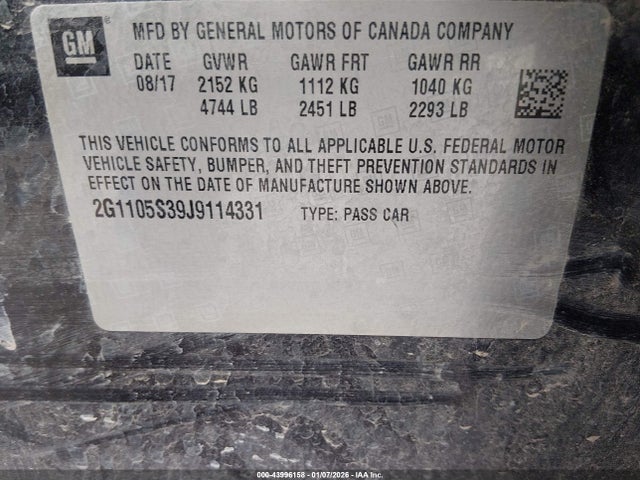 GM
MFD BY GENERAL MOTORS OF CANADA COMPANY
DATE GVWR GAWR FRT GAWR RR
08/17 2152 KG 1112 KG 1040 KG
4744 LB 2451 LB 2293 LB
THIS VEHICLE CONFORMS TO ALL APPLICABLE U.S. FEDERAL MOTOR
VEHICLE SAFETY, BUMPER, AND THEFT PREVENTION STANDARDS IN
EFFECT ON THE DATE OF MANUFACTURE SHOWN ABOVE.
2G1105S39J9114331 TYPE: PASS CAR
000-43996158 01/07/2026 IAA Inc.